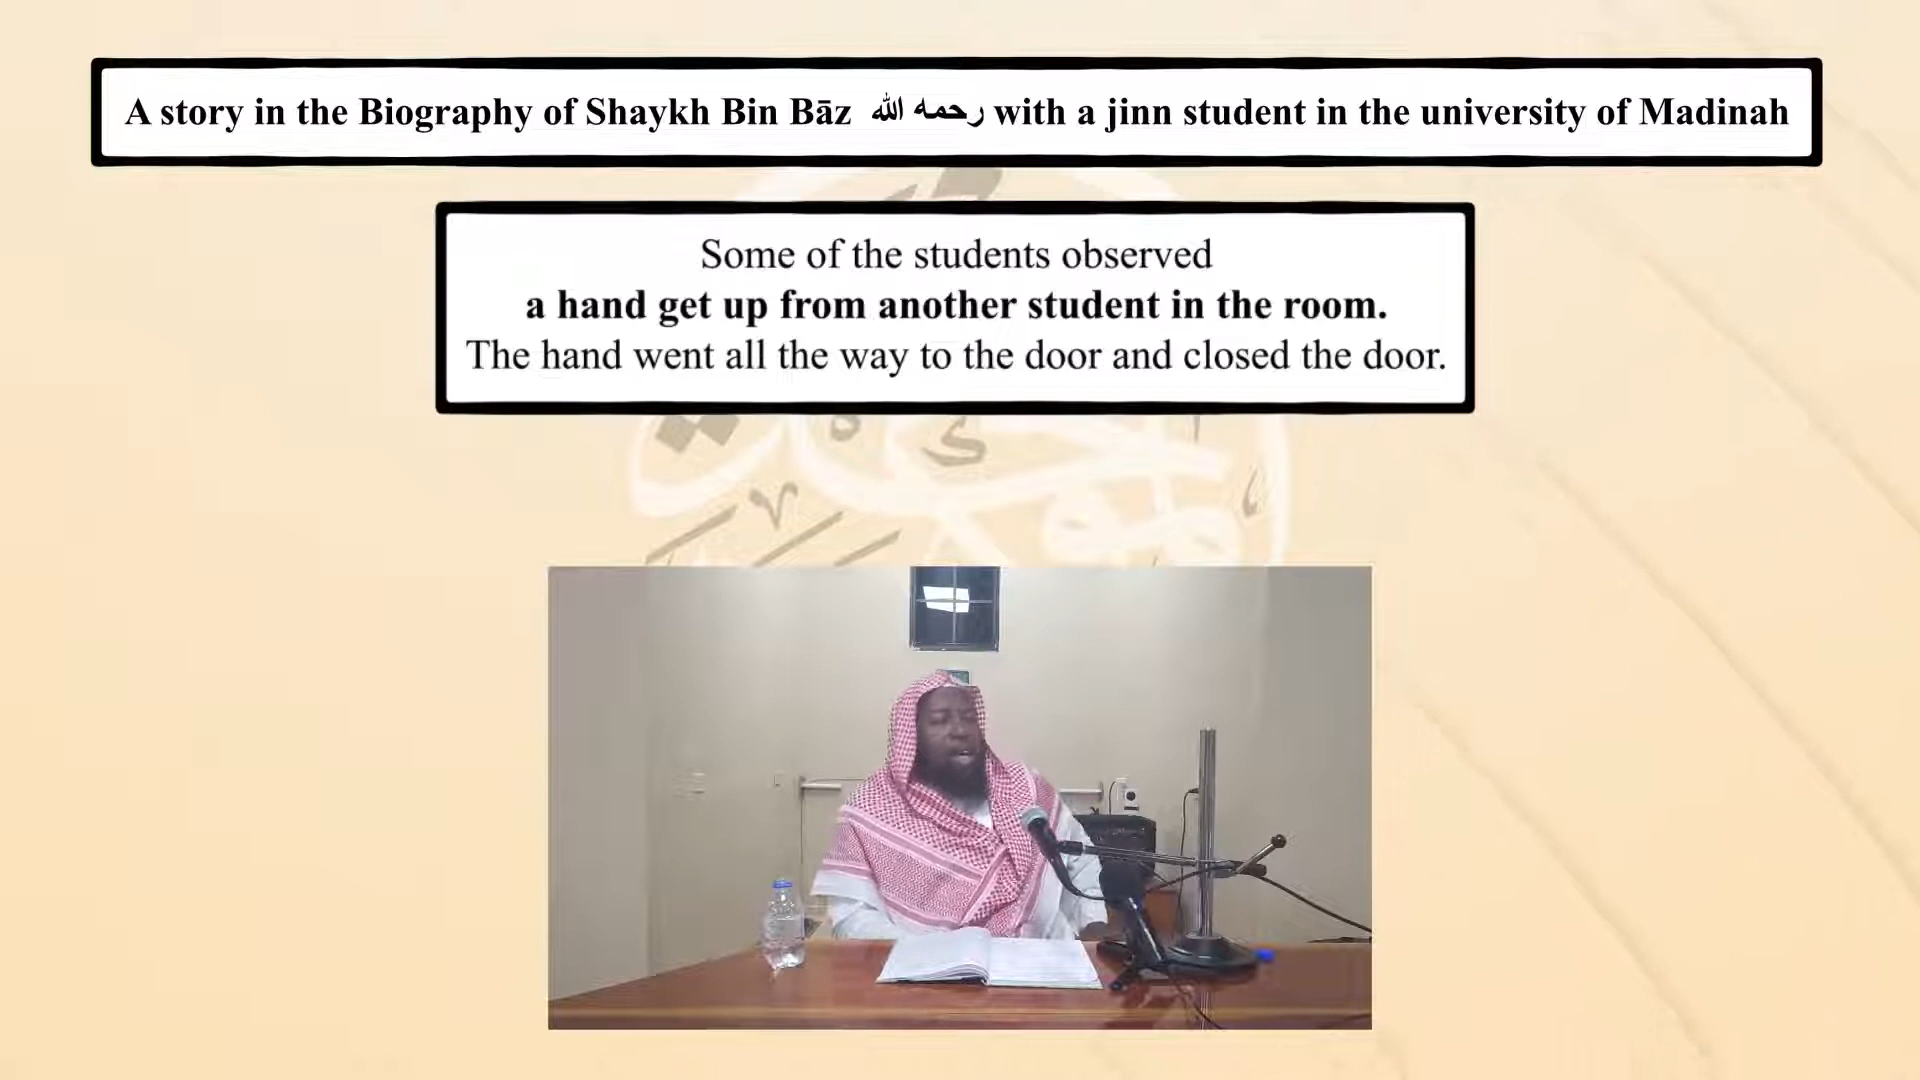 A story in the Biography of Shaykh Bin Bāz رحمه الله with a jinn student in the university of Madinah
Some of the students observed
a hand get up from another student in the room.
The hand went all the way to the door and closed the door.